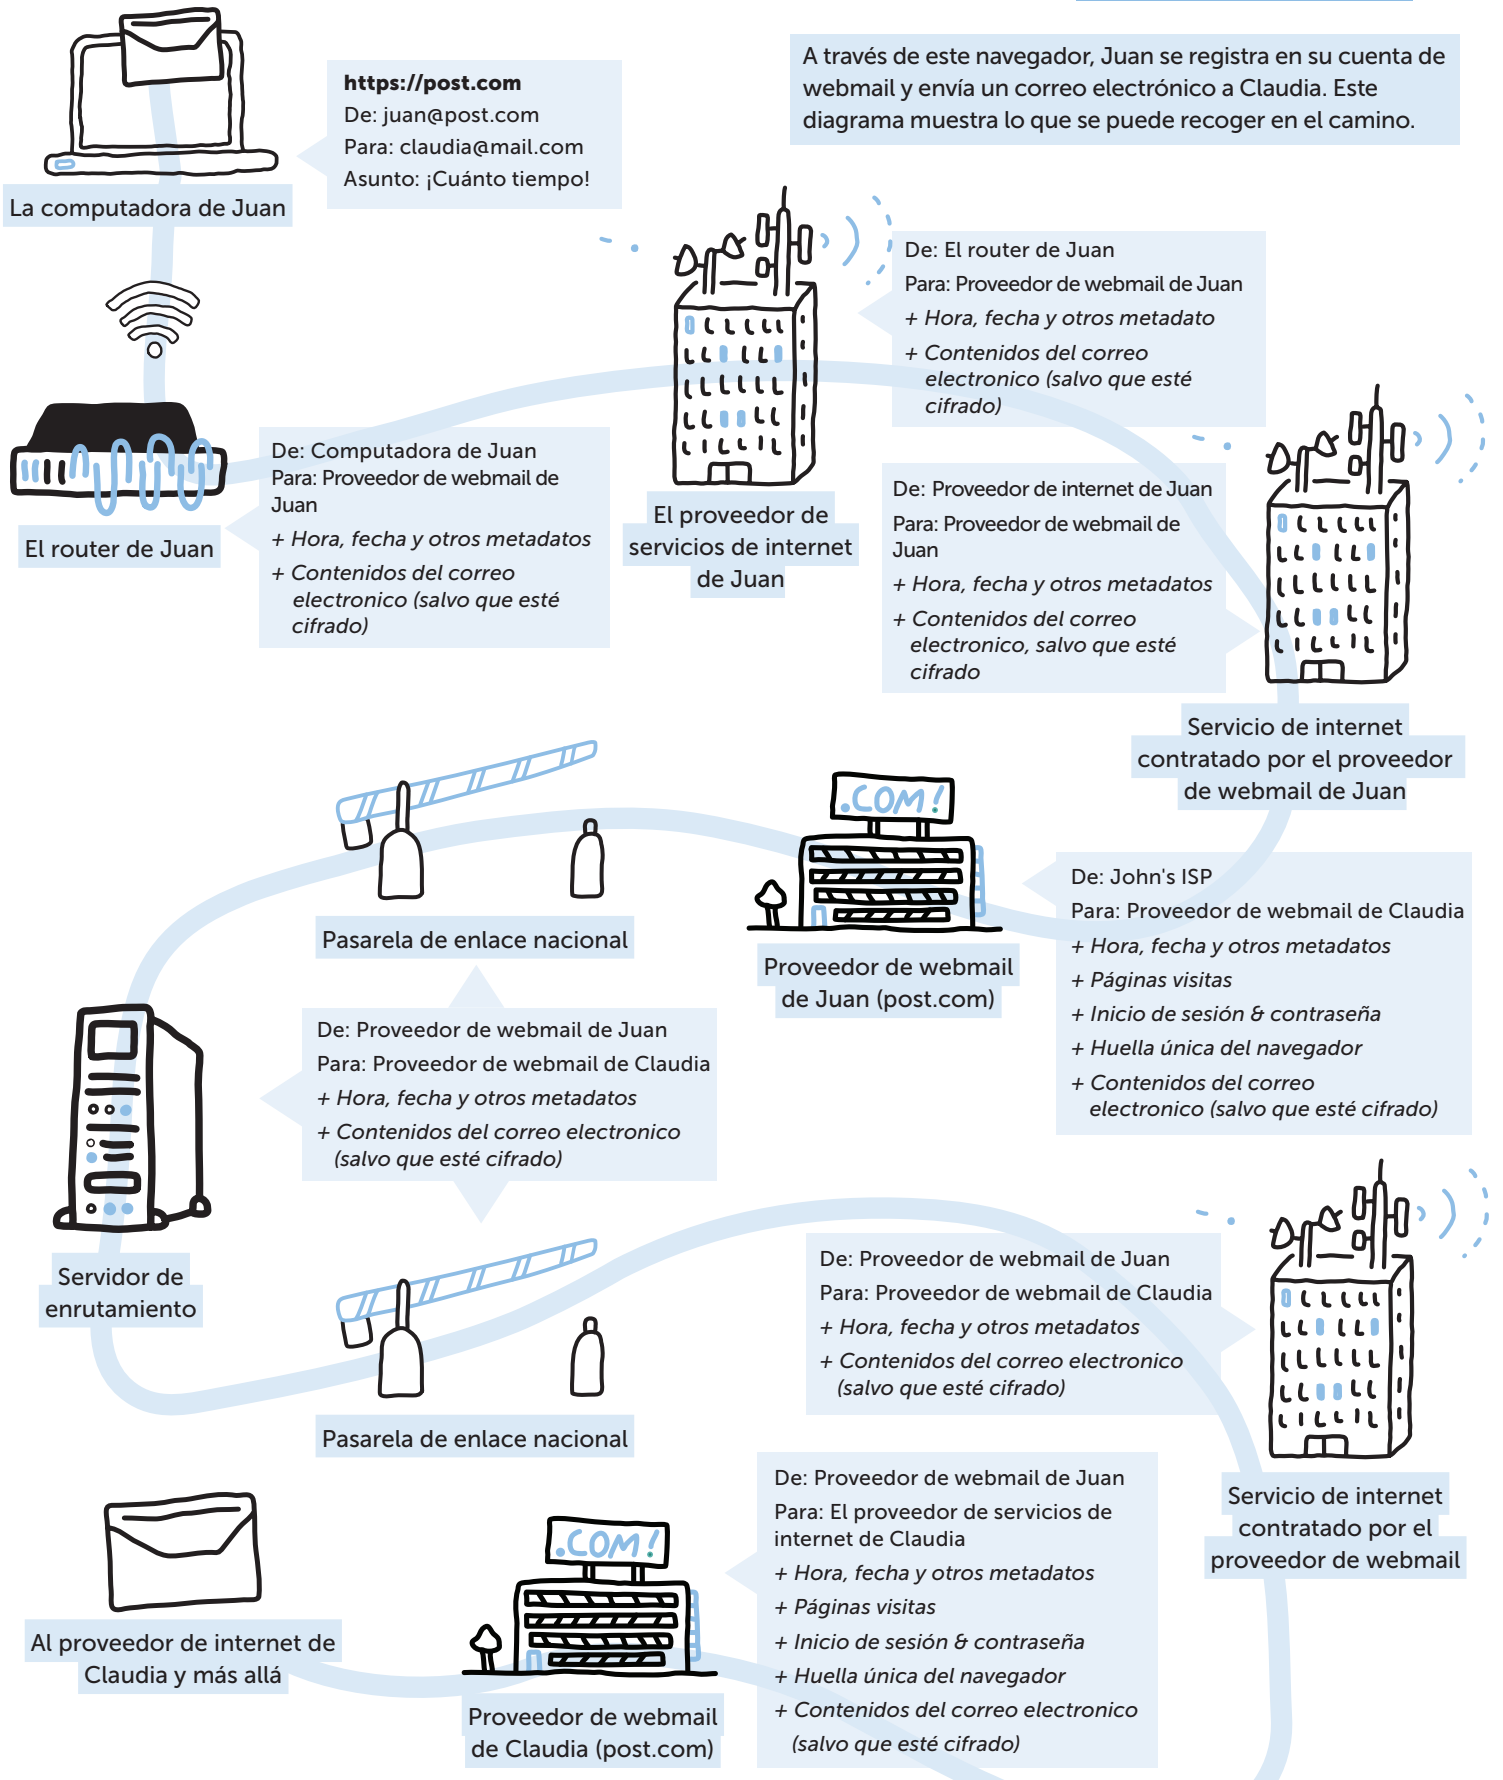 A través de este navegador, Juan se registra en su cuenta de
webmail y envía un correo electrónico a Claudia. Este
diagrama muestra lo que se puede recoger en el camino.
https://post.com
De: juan@post.com
Para: claudia@mail.com
Asunto: ¡Cuánto tiempo!
La computadora de Juan
De: El router de Juan
Para: Proveedor de webmail de Juan
+ Hora, fecha y otros metadato
+ Contenidos del correo
electronico (salvo que esté
cifrado)
De: Computadora de Juan
Para: Proveedor de webmail de
Juan
+ Hora, fecha y otros metadatos
+ Contenidos del correo
electronico (salvo que esté
cifrado)
El router de Juan
El proveedor de
servicios de internet
de Juan
De: Proveedor de internet de Juan
Para: Proveedor de webmail de
Juan
+ Hora, fecha y otros metadatos
+ Contenidos del correo
electronico, salvo que esté
cifrado
Servicio de internet
contratado por el proveedor
de webmail de Juan
.COM!
Pasarela de enlace nacional
Proveedor de webmail
de Juan (post.com)
De: John's ISP
Para: Proveedor de webmail de Claudia
+ Hora, fecha y otros metadatos
+ Páginas visitas
+ Inicio de sesión & contraseña
+ Huella única del navegador
+ Contenidos del correo
electronico (salvo que esté cifrado)
De: Proveedor de webmail de Juan
Para: Proveedor de webmail de Claudia
+ Hora, fecha y otros metadatos
+ Contenidos del correo electronico
(salvo que esté cifrado)
Servidor de
enrutamiento
De: Proveedor de webmail de Juan
Para: Proveedor de webmail de Claudia
+ Hora, fecha y otros metadatos
+ Contenidos del correo electronico
(salvo que esté cifrado)
Pasarela de enlace nacional
Servicio de internet
contratado por el
proveedor de webmail
De: Proveedor de webmail de Juan
Para: El proveedor de servicios de
internet de Claudia
+ Hora, fecha y otros metadatos
+ Páginas visitas
+ Inicio de sesión & contraseña
+ Huella única del navegador
+ Contenidos del correo electronico
(salvo que esté cifrado)
.COM!
Al proveedor de internet de
Claudia y más allá
Proveedor de webmail
de Claudia (post.com)